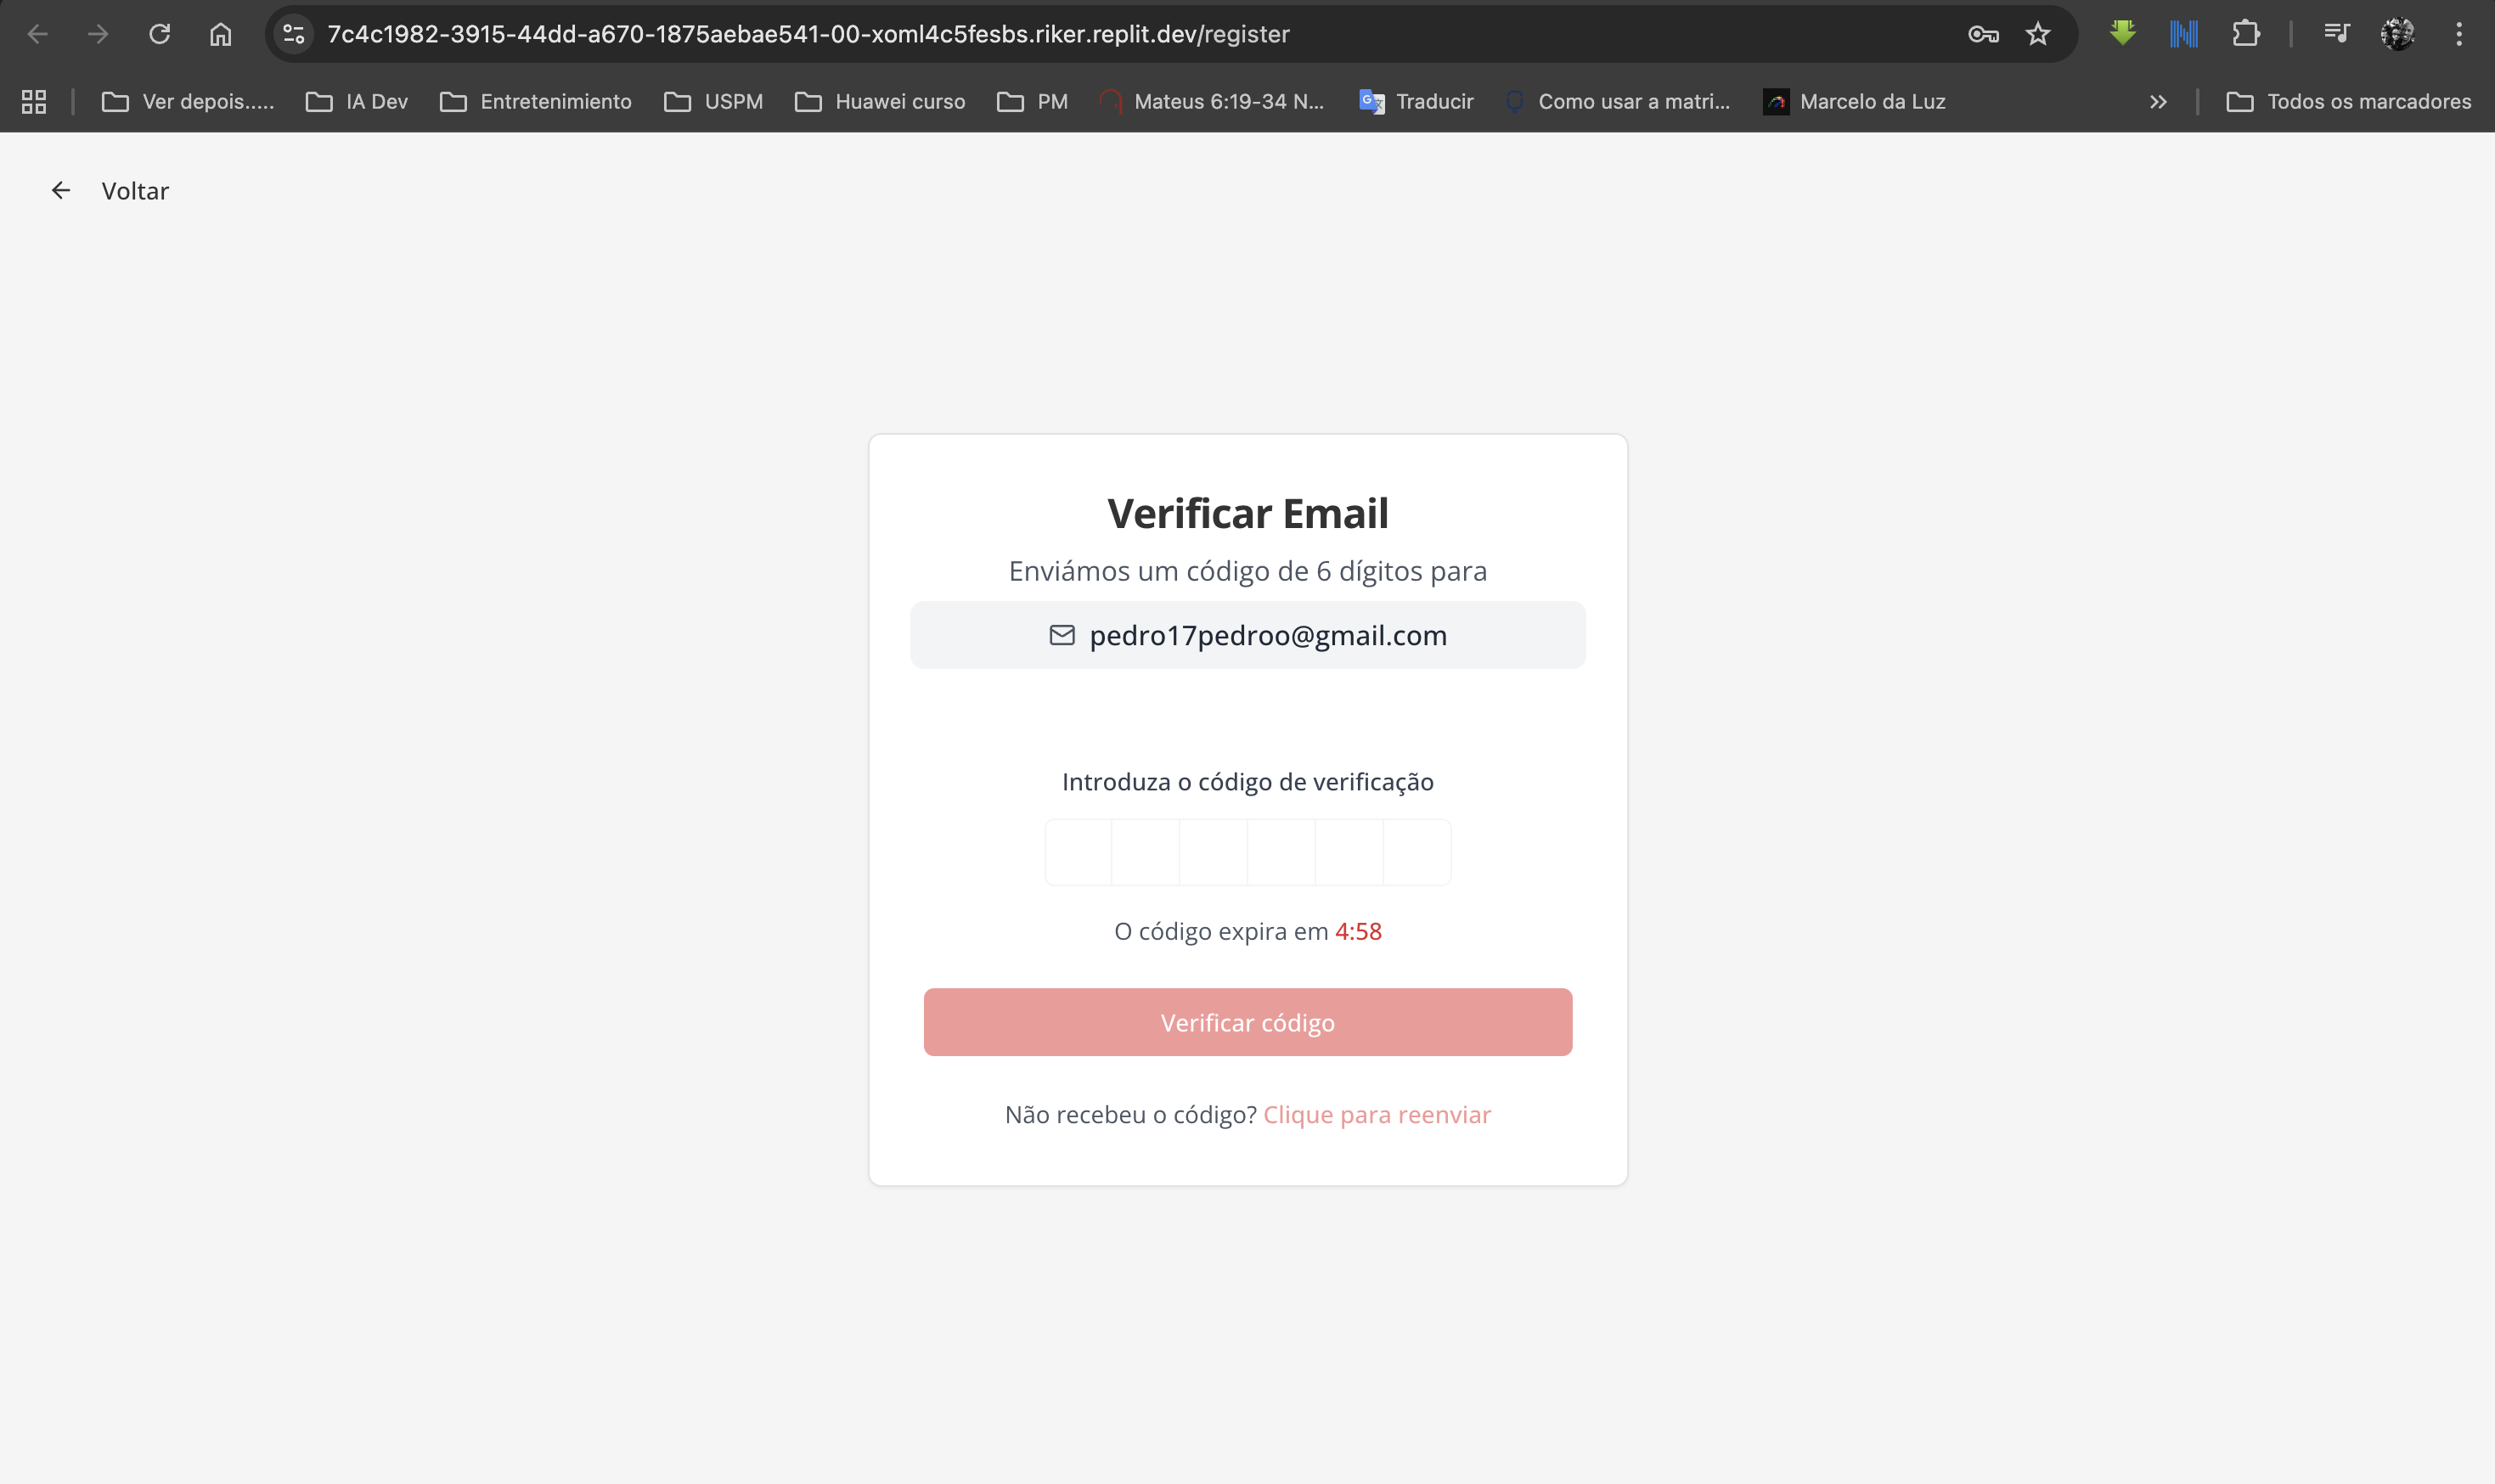 7c4c1982-3915-44dd-a670-1875aebae541-00-xoml4c5fesbs.riker.replit.dev/register
Ver depois..... IA Dev Entretenimiento USPM Huawei curso PM Mateus 6:19-34 N... Traducir Como usar a matri... Marcelo da Luz Todos os marcadores
Voltar
Verificar Email
Enviámos um código de 6 dígitos para
pedro17pedroo@gmail.com
Introduza o código de verificação
O código expira em 4:58
Verificar código
Não recebeu o código? Clique para reenviar